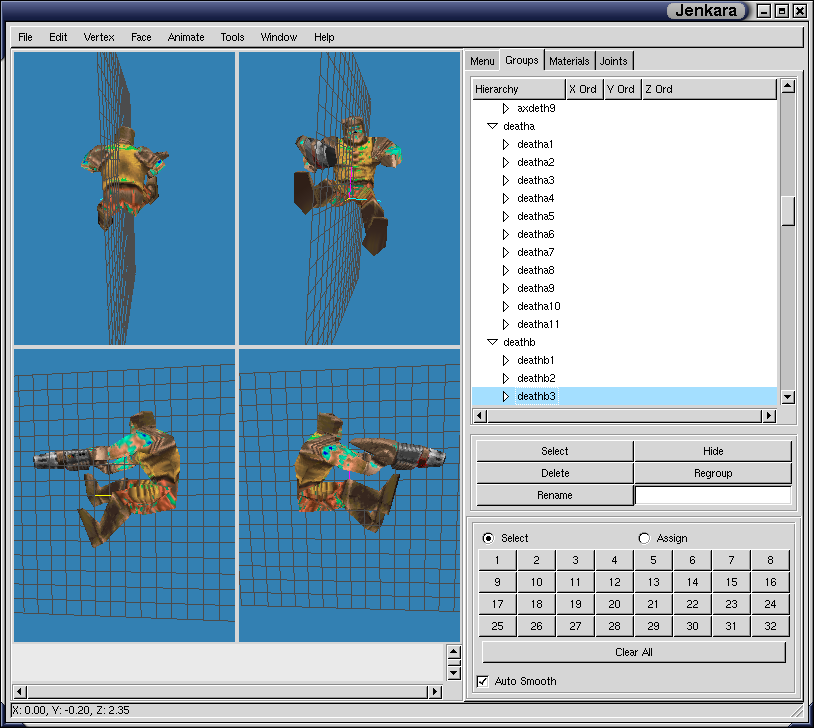 Jenkara
File Edit Vertex Face Animate Tools Window Help
Menu Groups Materials Joints
Hierarchy X Ord Y Ord Z Ord
axdeth9
deatha
deatha1
deatha2
deatha3
deatha4
deatha5
deatha6
deatha7
deatha8
deatha9
deatha10
deatha11
deathb
deathb1
deathb2
deathb3
Select Hide
Delete Regroup
Rename
Select Assign
1 2 3 4 5 6 7 8
9 10 11 12 13 14 15 16
17 18 19 20 21 22 23 24
25 26 27 28 29 30 31 32
Clear All
Auto Smooth
X: 0.00, Y: -0.20, Z: 2.35